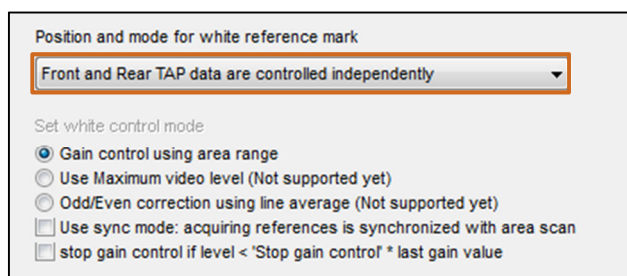 Position and mode for white reference mark
Front and Rear TAP data are controlled independently
Set white control mode
Gain control using area range
Use Maximum video level (Not supported yet)
Odd/Even correction using line average (Not supported yet)
Use sync mode: acquiring references is synchronized with area scan
stop gain control if level < 'Stop gain control' * last gain value